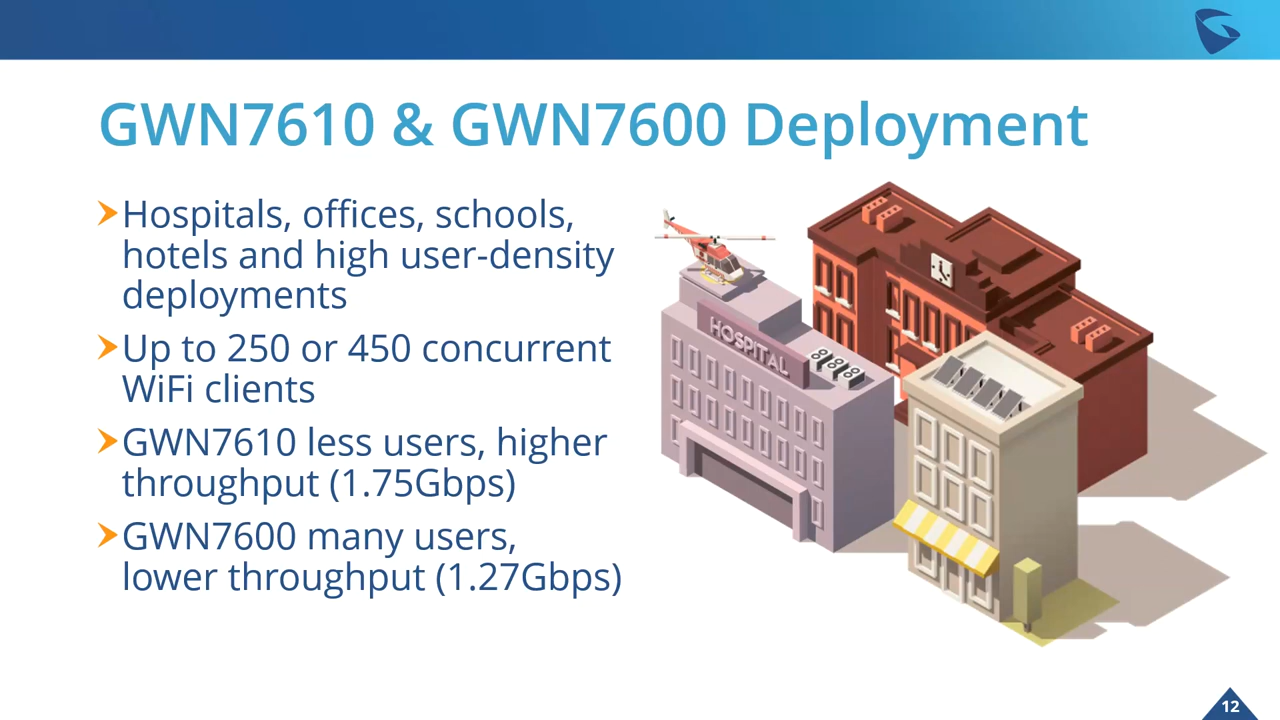 GWN7610 & GWN7600 Deployment
Hospitals, offices, schools,
hotels and high user-density
deployments
Up to 250 or 450 concurrent
WiFi clients
GWN7610 less users, higher
throughput (1.75Gbps)
GWN7600 many users,
lower throughput (1.27Gbps)
HOSPITAL
12